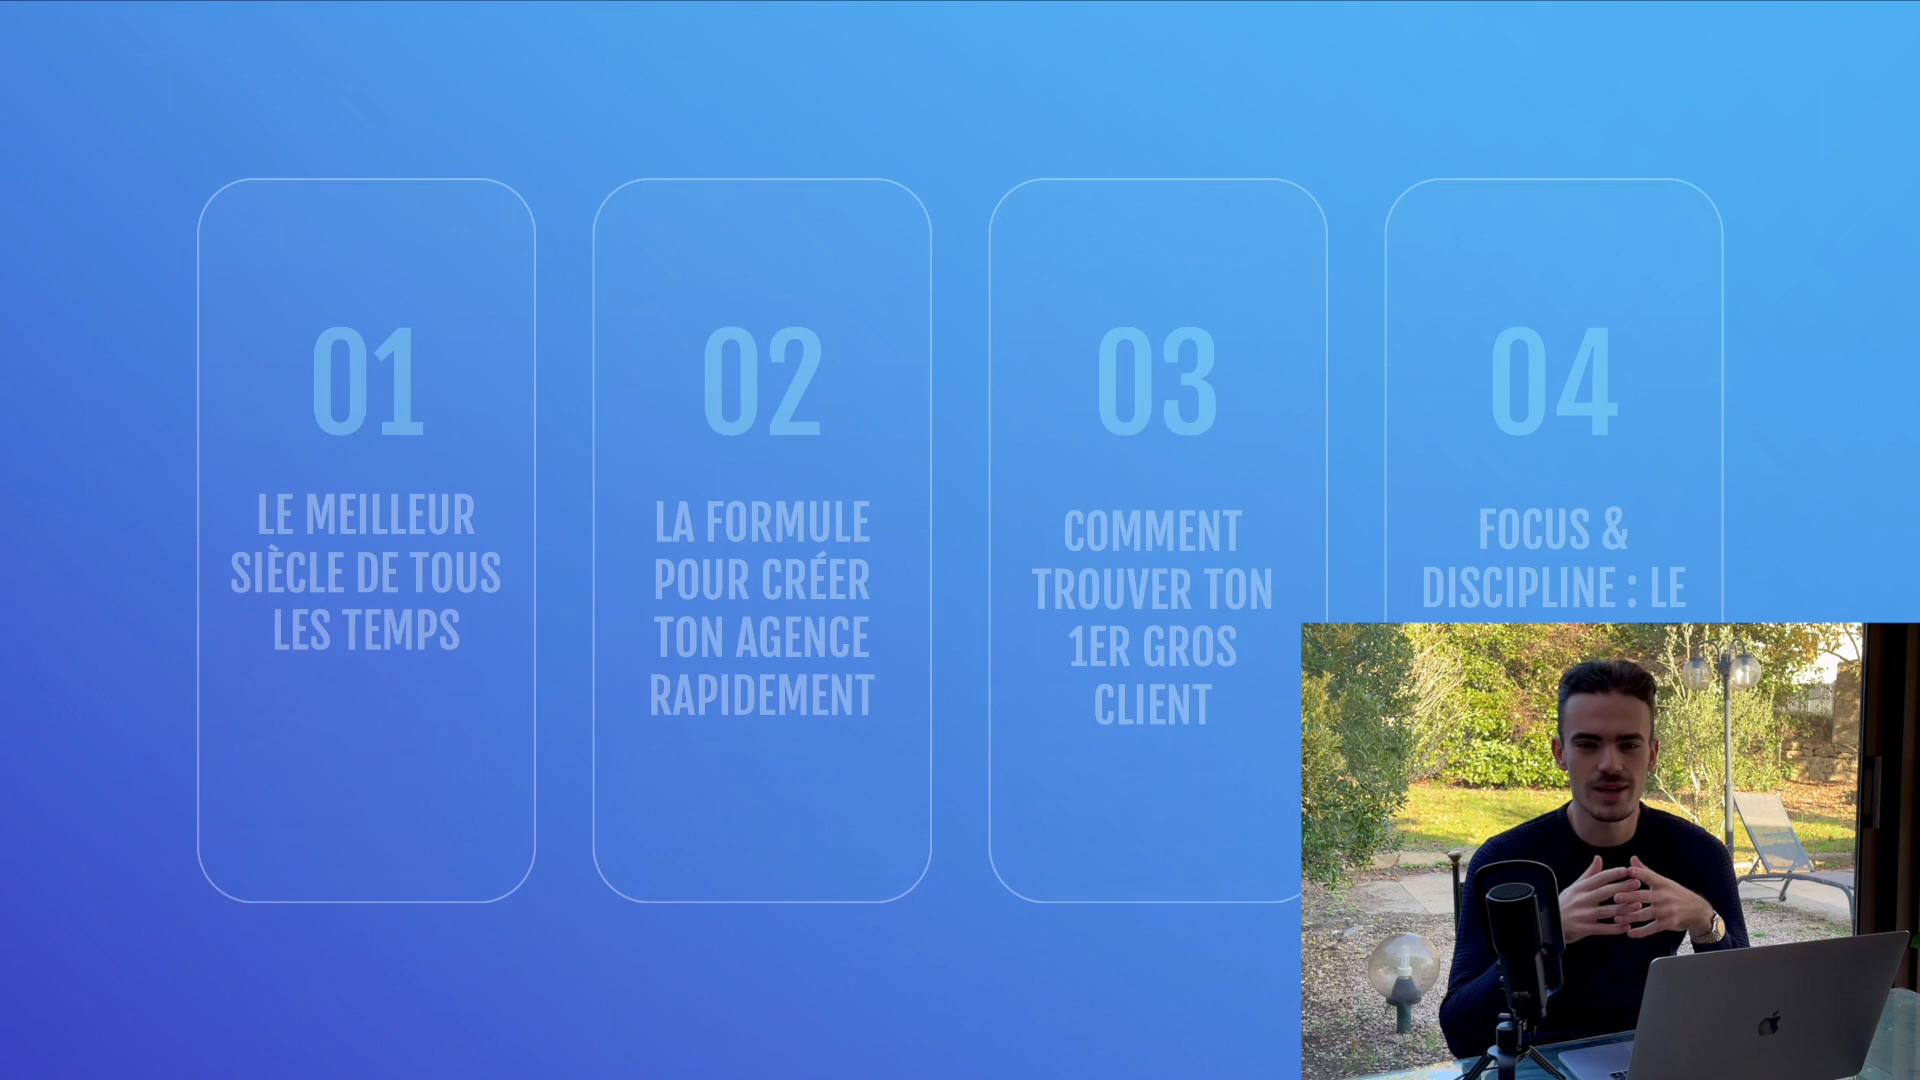 01
LE MEILLEUR
SIÈCLE DE TOUS
LES TEMPS
02
LA FORMULE
POUR CRÉER
TON AGENCE
RAPIDEMENT
03
COMMENT
TROUVER TON
1ER GROS
CLIENT
04
FOCUS &
DISCIPLINE : LE